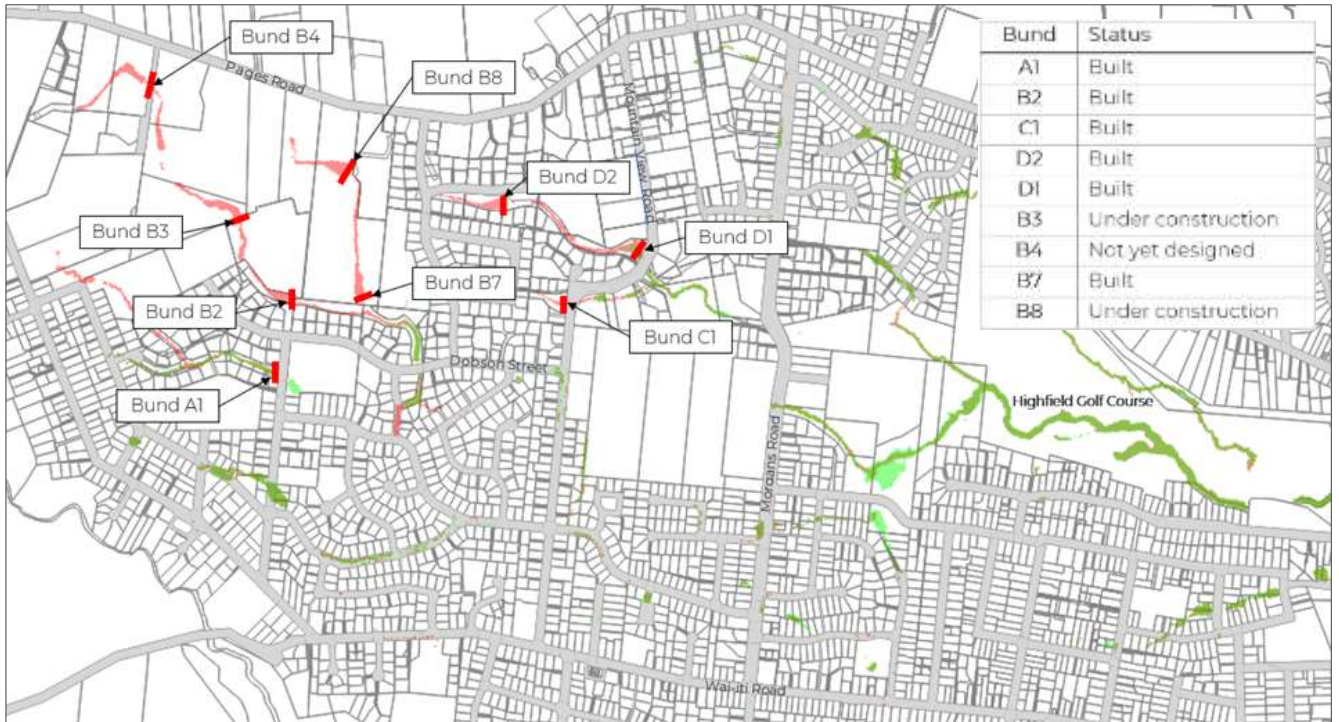 Bund B4
Pages Road
Bund B8
Mountain View Road
Bund D2
Bund B3
Bund D1
Bund B7
Bund B2
Bund C1
Dobson Street
Bund A1
Highfield Golf Course
Morgans Road
Wai-iti Road
Bund Status
A1 Built
B2 Built
C1 Built
D2 Built
D1 Built
B3 Under construction
B4 Not yet designed
B7 Built
B8 Under construction